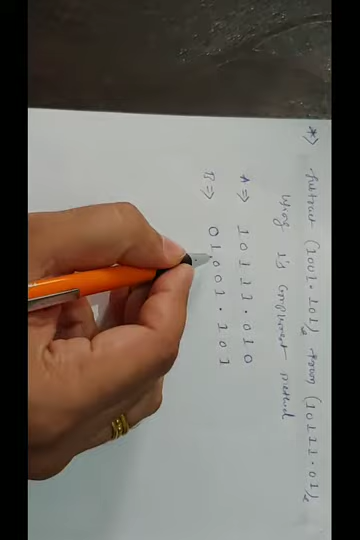 *) Subtract (1001.101)₂ from (10111.01)₂
using 1's complement method
A => 10111.010
B => 01001.101